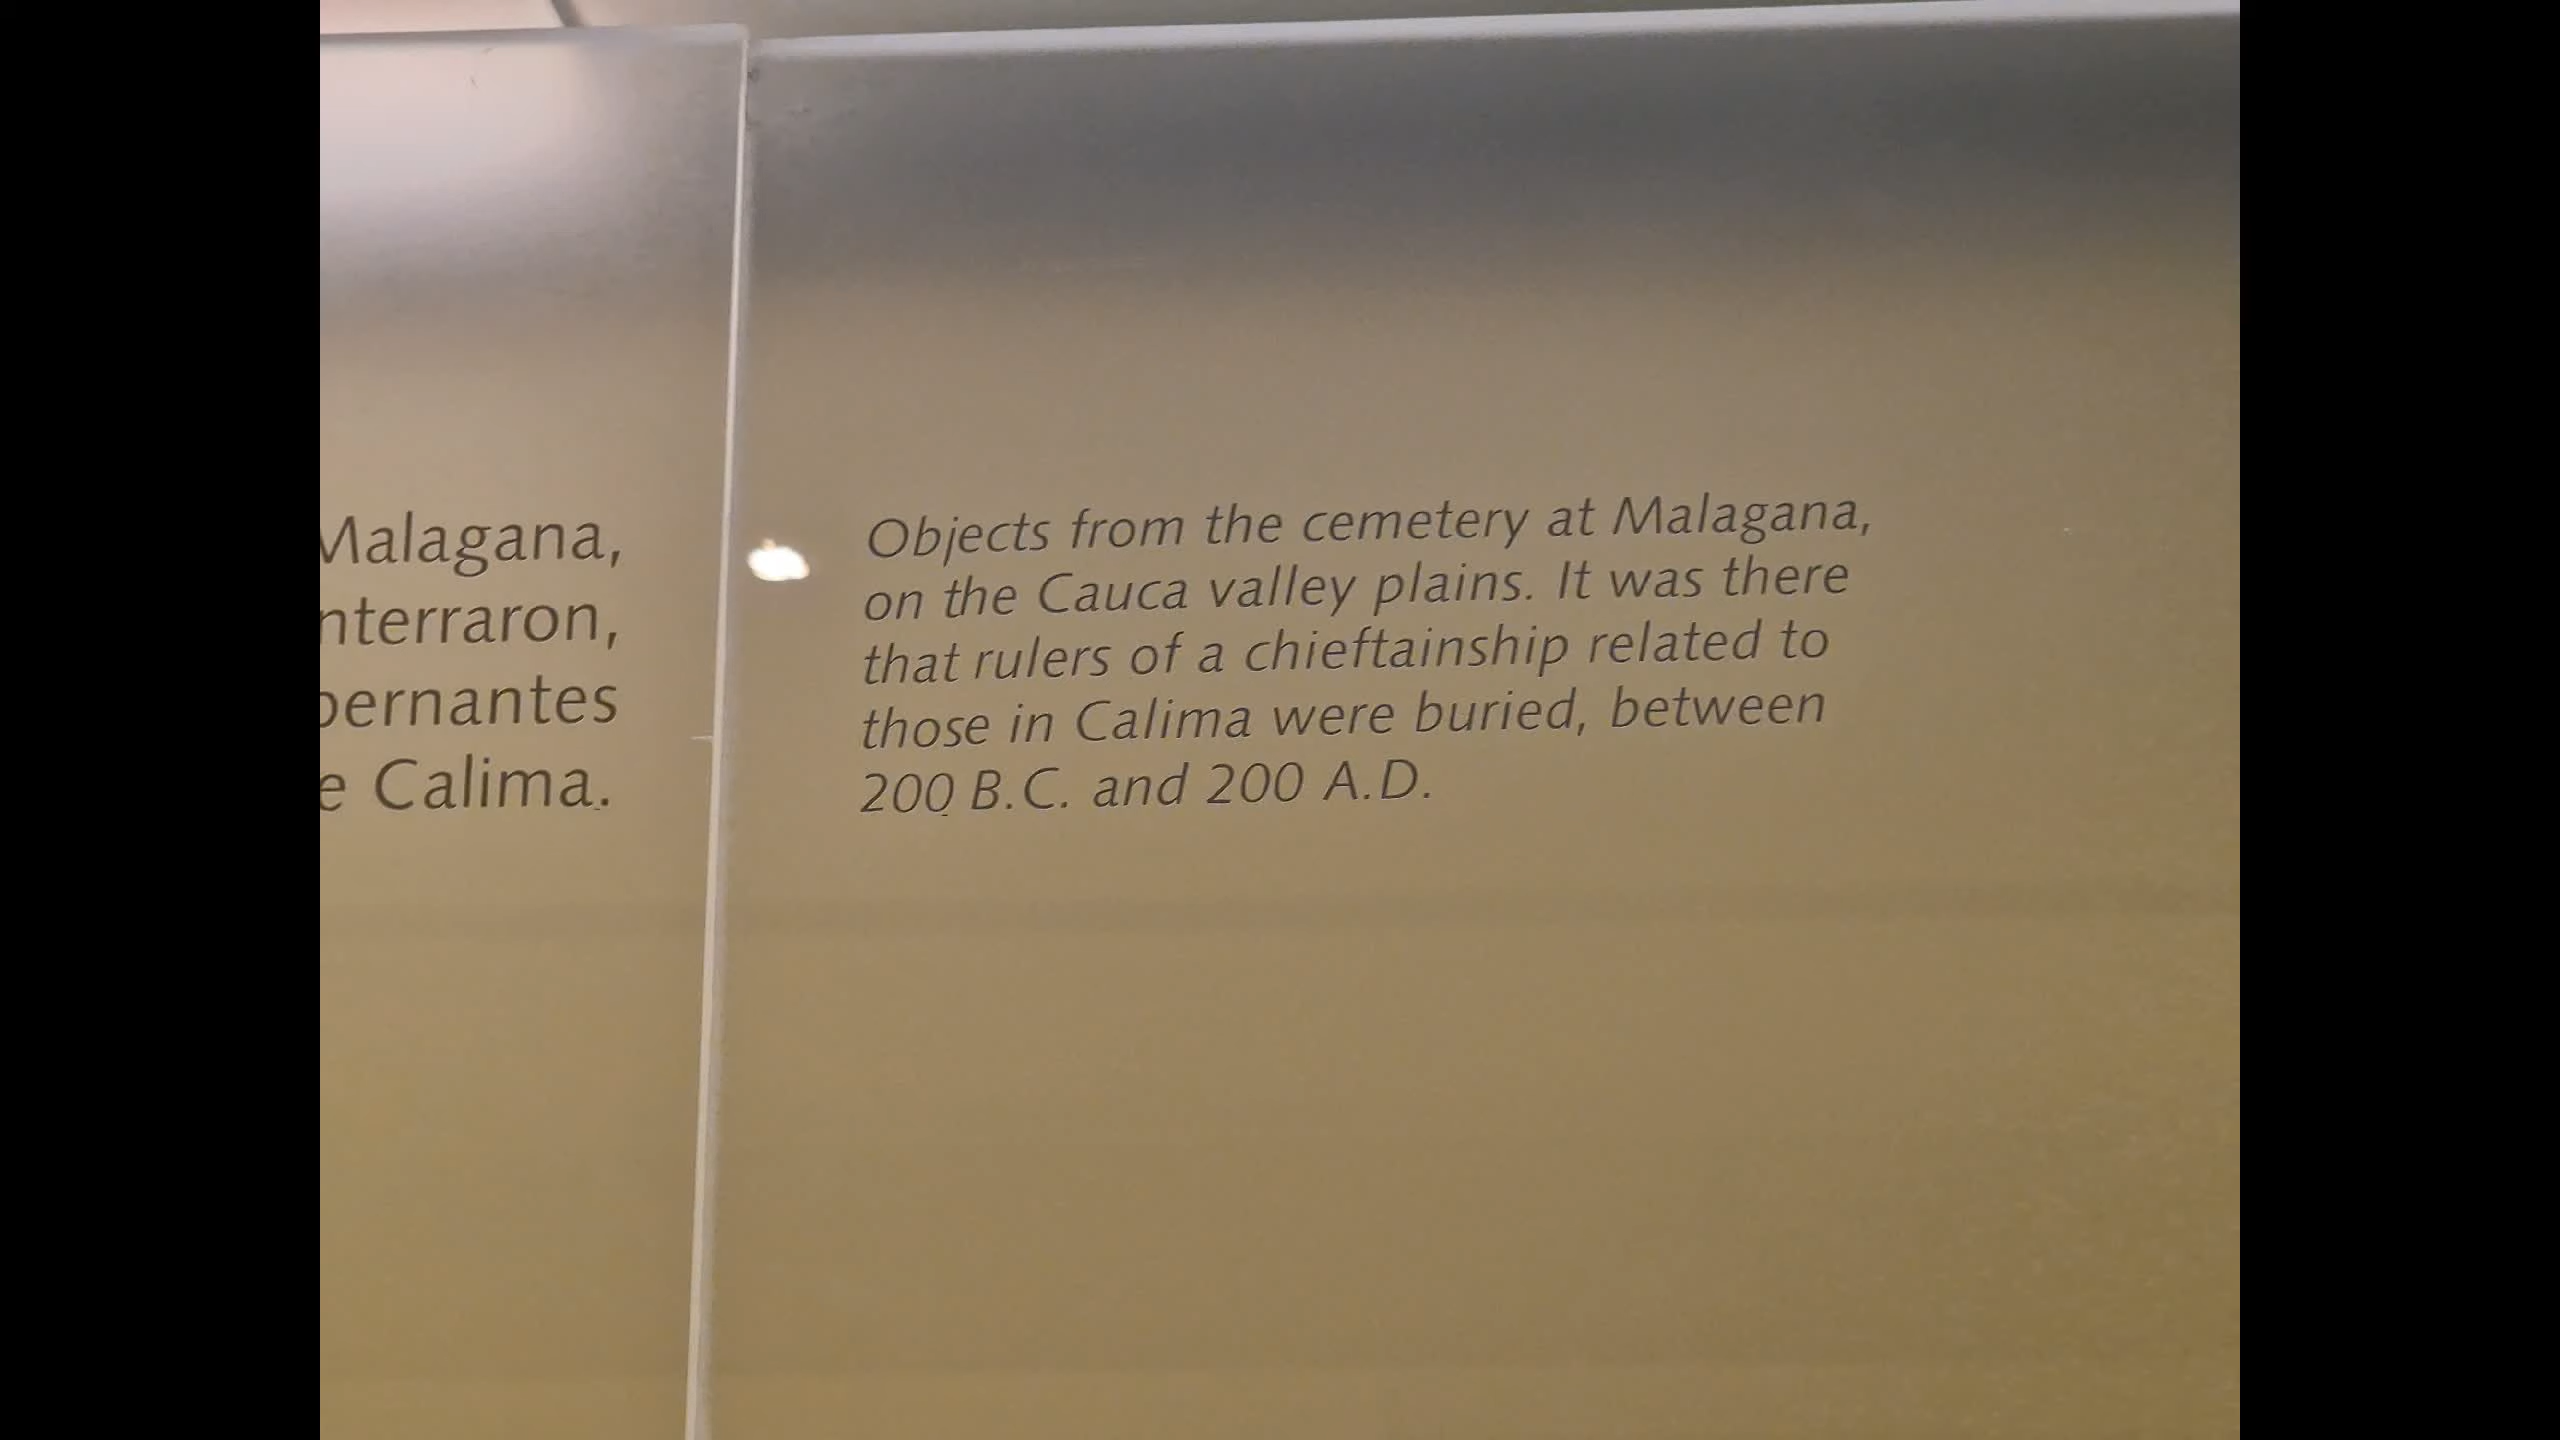 Malagana,
nterraron,
bernantes
e Calima.
Objects from the cemetery at Malagana,
on the Cauca valley plains. It was there
that rulers of a chieftainship related to
those in Calima were buried, between
200 B.C. and 200 A.D.